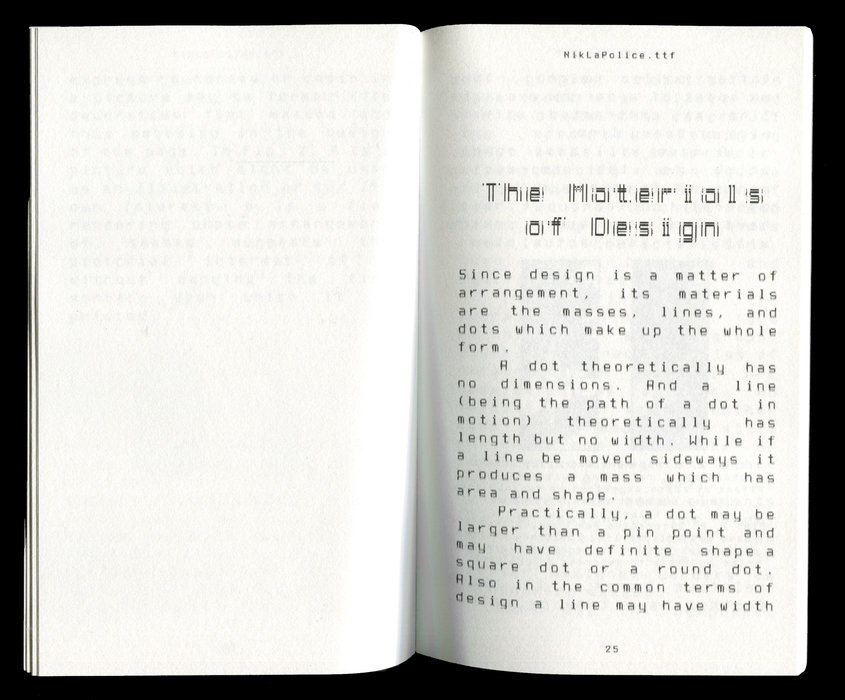 NikLaPolice.ttf
The Materials
of Design
Since design is a matter of
arrangement, its materials
are the masses, lines, and
dots which make up the whole
form.
A dot theoretically has
no dimensions. And a line
(being the path of a dot in
motion) theoretically has
length but no width. While if
a line be moved sideways it
produces a mass which has
area and shape.
Practically, a dot may be
larger than a pin point and
may have definite shape a
square dot or a round dot.
Also in the common terms of
design a line may have width
25